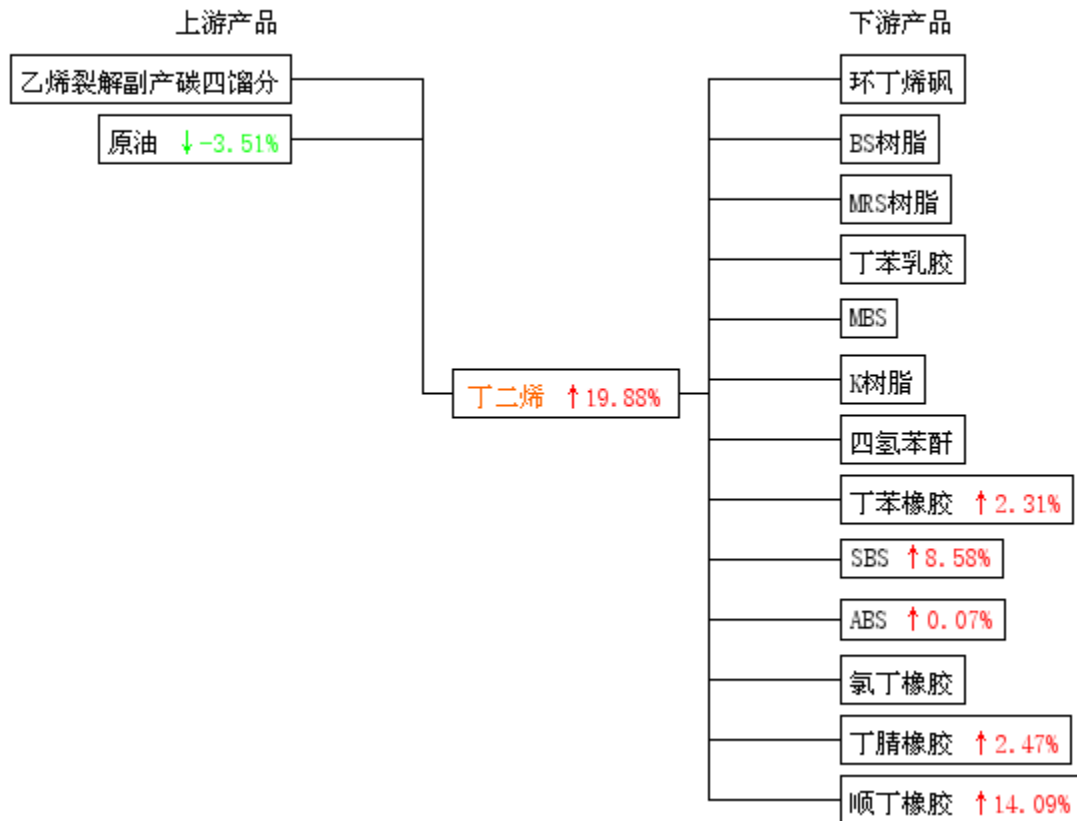 上游产品
乙烯裂解副产碳四馏分
原油 ↓-3.51%
丁二烯 ↑19.88%
下游产品
环丁烯砜
BS树脂
MRS树脂
丁苯乳胶
MBS
K树脂
四氢苯酐
丁苯橡胶 ↑2.31%
SBS ↑8.58%
ABS ↑0.07%
氯丁橡胶
丁腈橡胶 ↑2.47%
顺丁橡胶 ↑14.09%